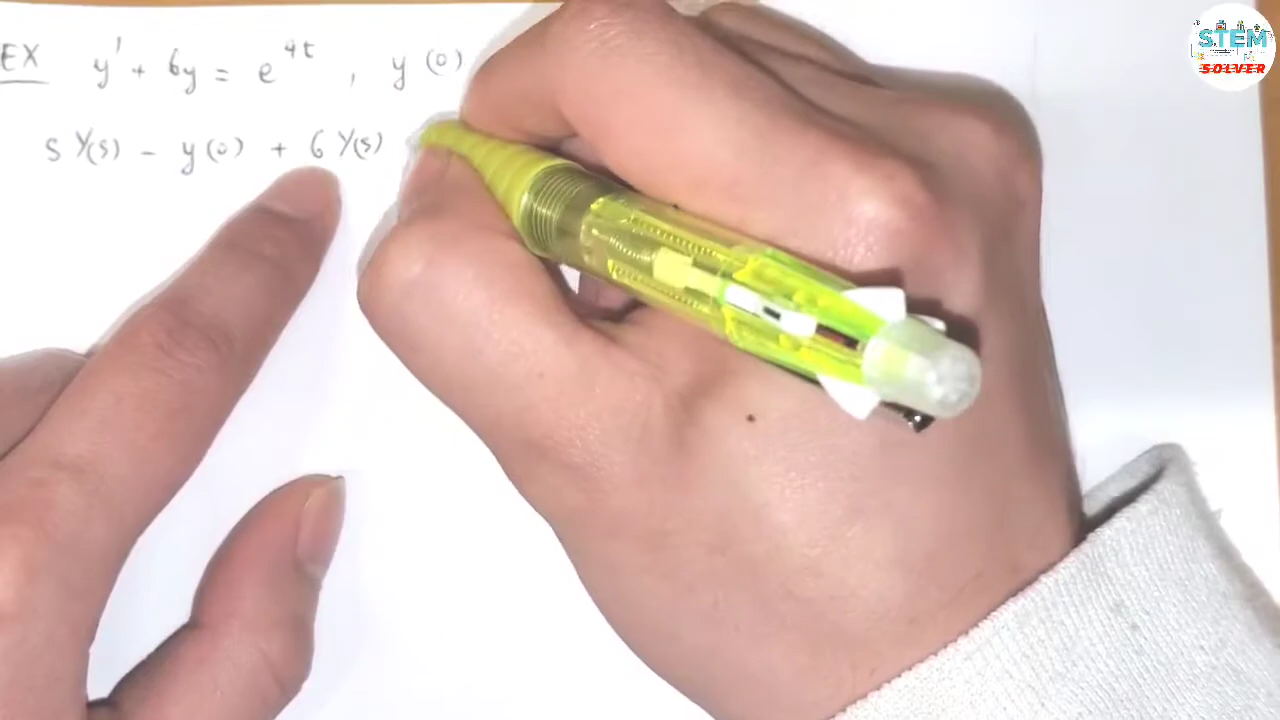 EX y' + 6y = e^{4t} , y (0)
s Y(s) - y(0) + 6 Y(s)
STEM
SOLVER